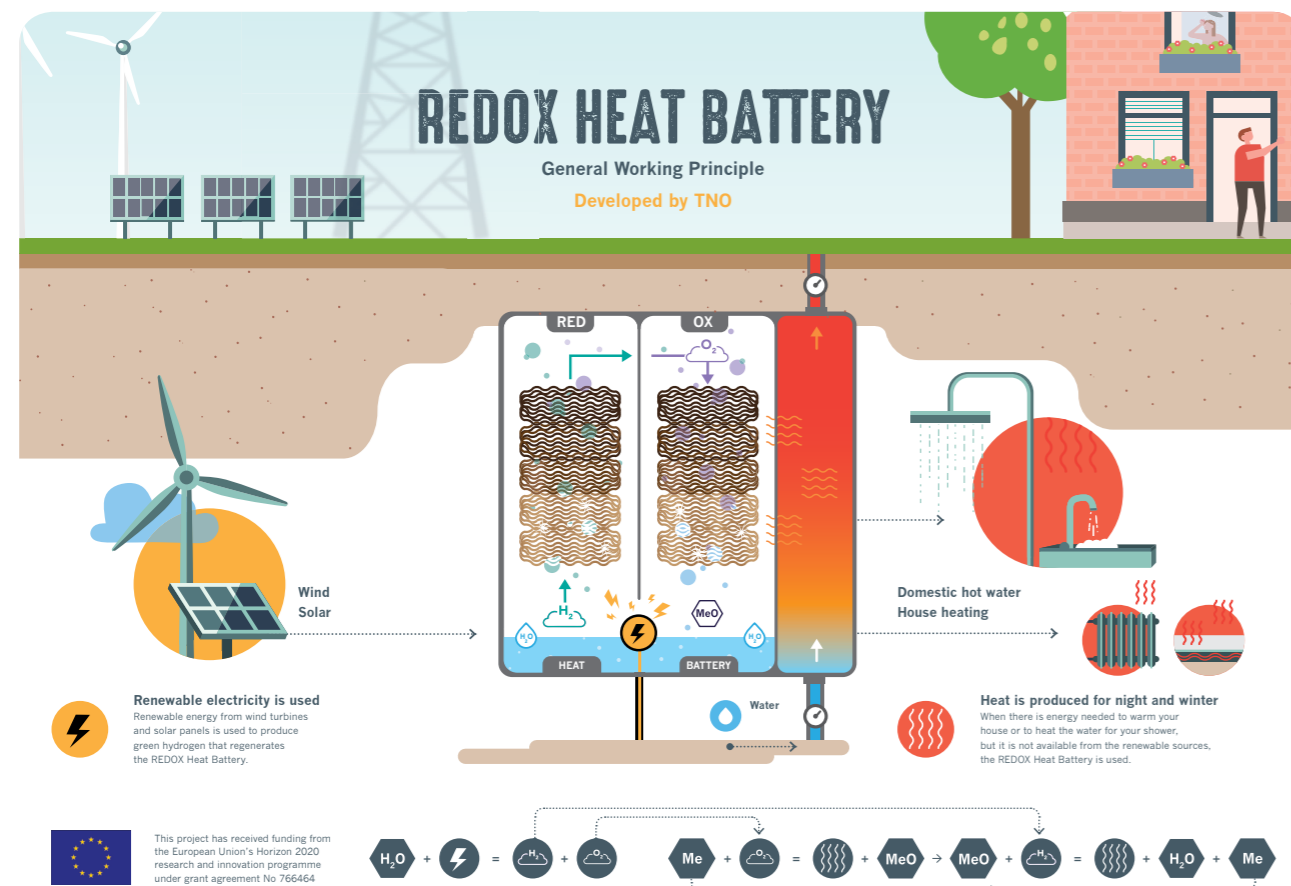 REDOX HEAT BATTERY
General Working Principle
Developed by TNO
RED
OX
O₂
H₂
MeO
H₂O
H₂O
HEAT
BATTERY
Wind
Solar
Domestic hot water
House heating
Renewable electricity is used
Renewable energy from wind turbines
and solar panels is used to produce
green hydrogen that regenerates
the REDOX Heat Battery.
Water
Heat is produced for night and winter
When there is energy needed to warm your
house or to heat the water for your shower,
but it is not available from the renewable sources,
the REDOX Heat Battery is used.
This project has received funding from
the European Union's Horizon 2020
research and innovation programme
under grant agreement No 766464
H₂O + = H₂ + O₂
Me + O₂ = + MeO → MeO + H₂ = + H₂O + Me